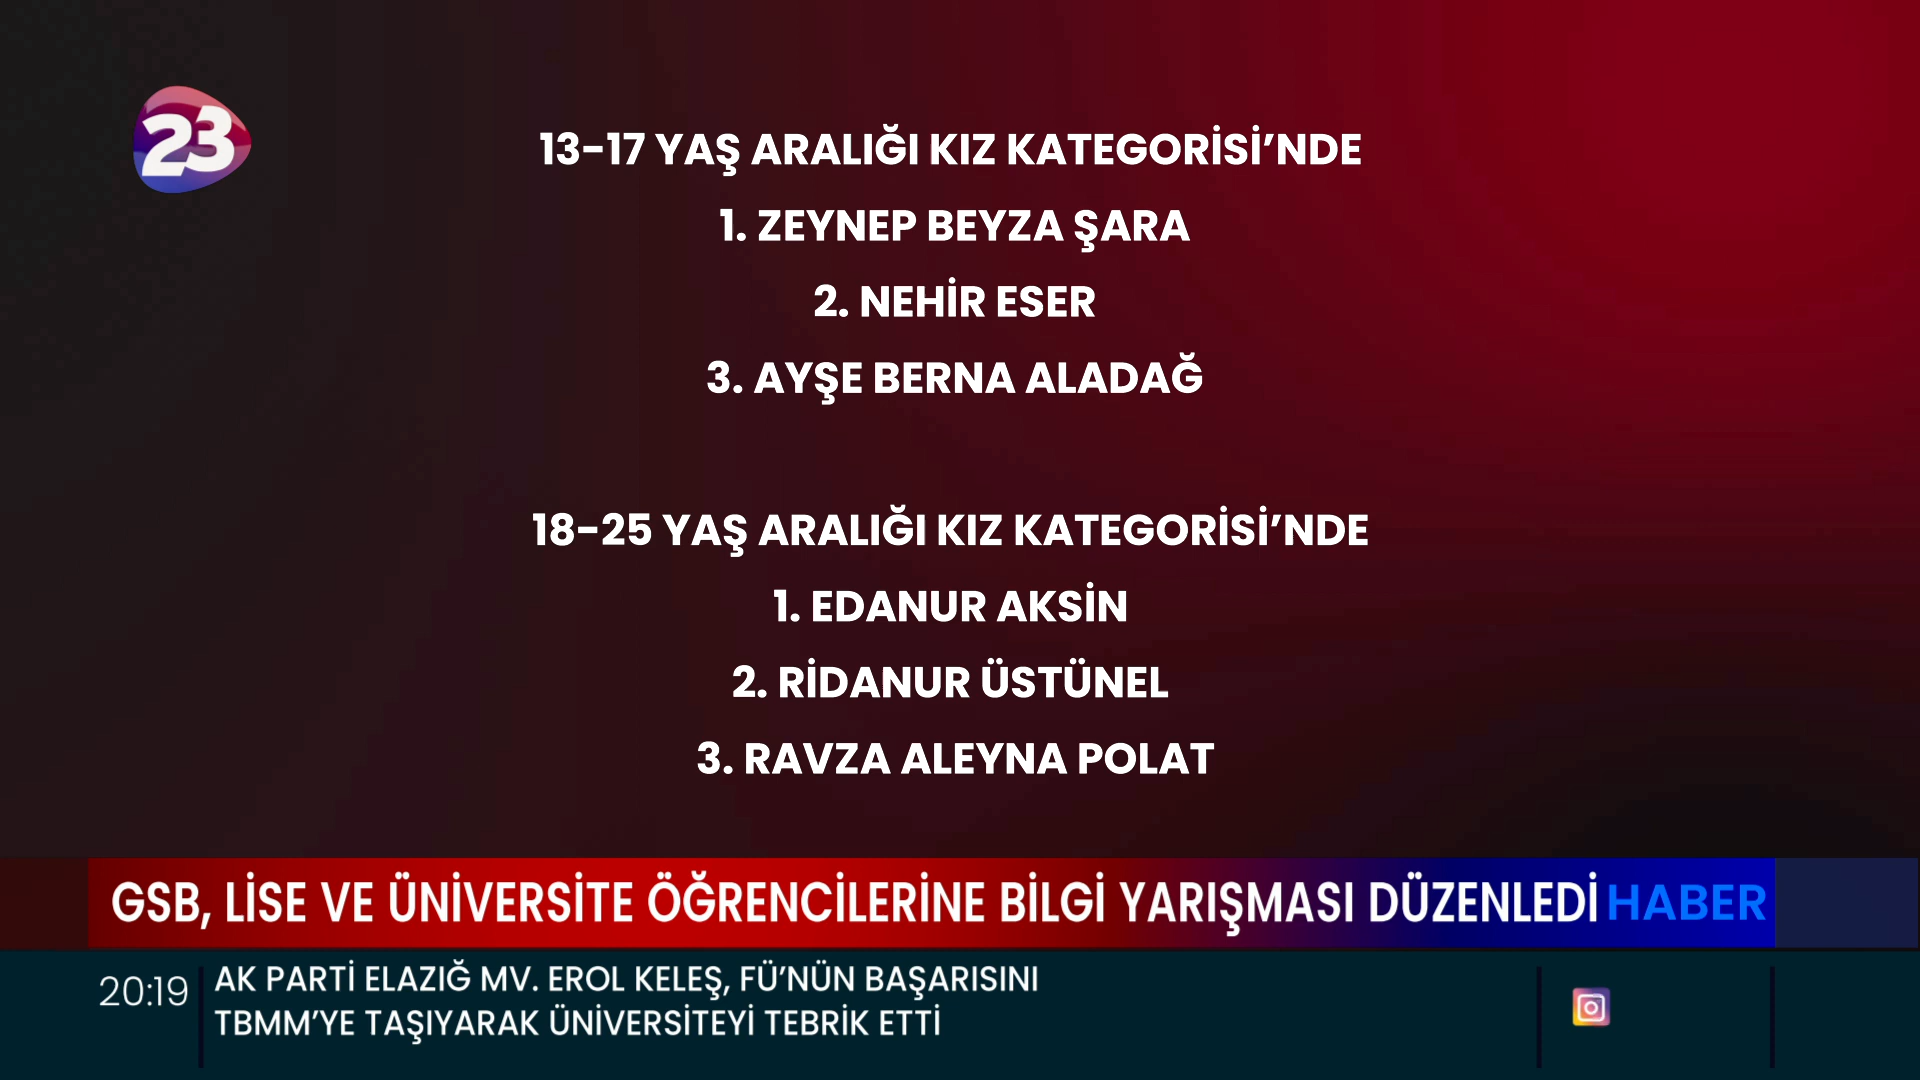 23
13-17 YAŞ ARALIĞI KIZ KATEGORİSİ’NDE
1. ZEYNEP BEYZA ŞARA
2. NEHİR ESER
3. AYŞE BERNA ALADAĞ
18-25 YAŞ ARALIĞI KIZ KATEGORİSİ’NDE
1. EDANUR AKSİN
2. RİDANUR ÜSTÜNEL
3. RAVZA ALEYNA POLAT
GSB, LİSE VE ÜNİVERSİTE ÖĞRENCİLERİNE BİLGİ YARIŞMASI DÜZENLEDİ HABER
20:19
AK PARTİ ELAZIĞ MV. EROL KELEŞ, FÜ’NÜN BAŞARISINI
TBMM’YE TAŞIYARAK ÜNİVERSİTEYİ TEBRİK ETTİ